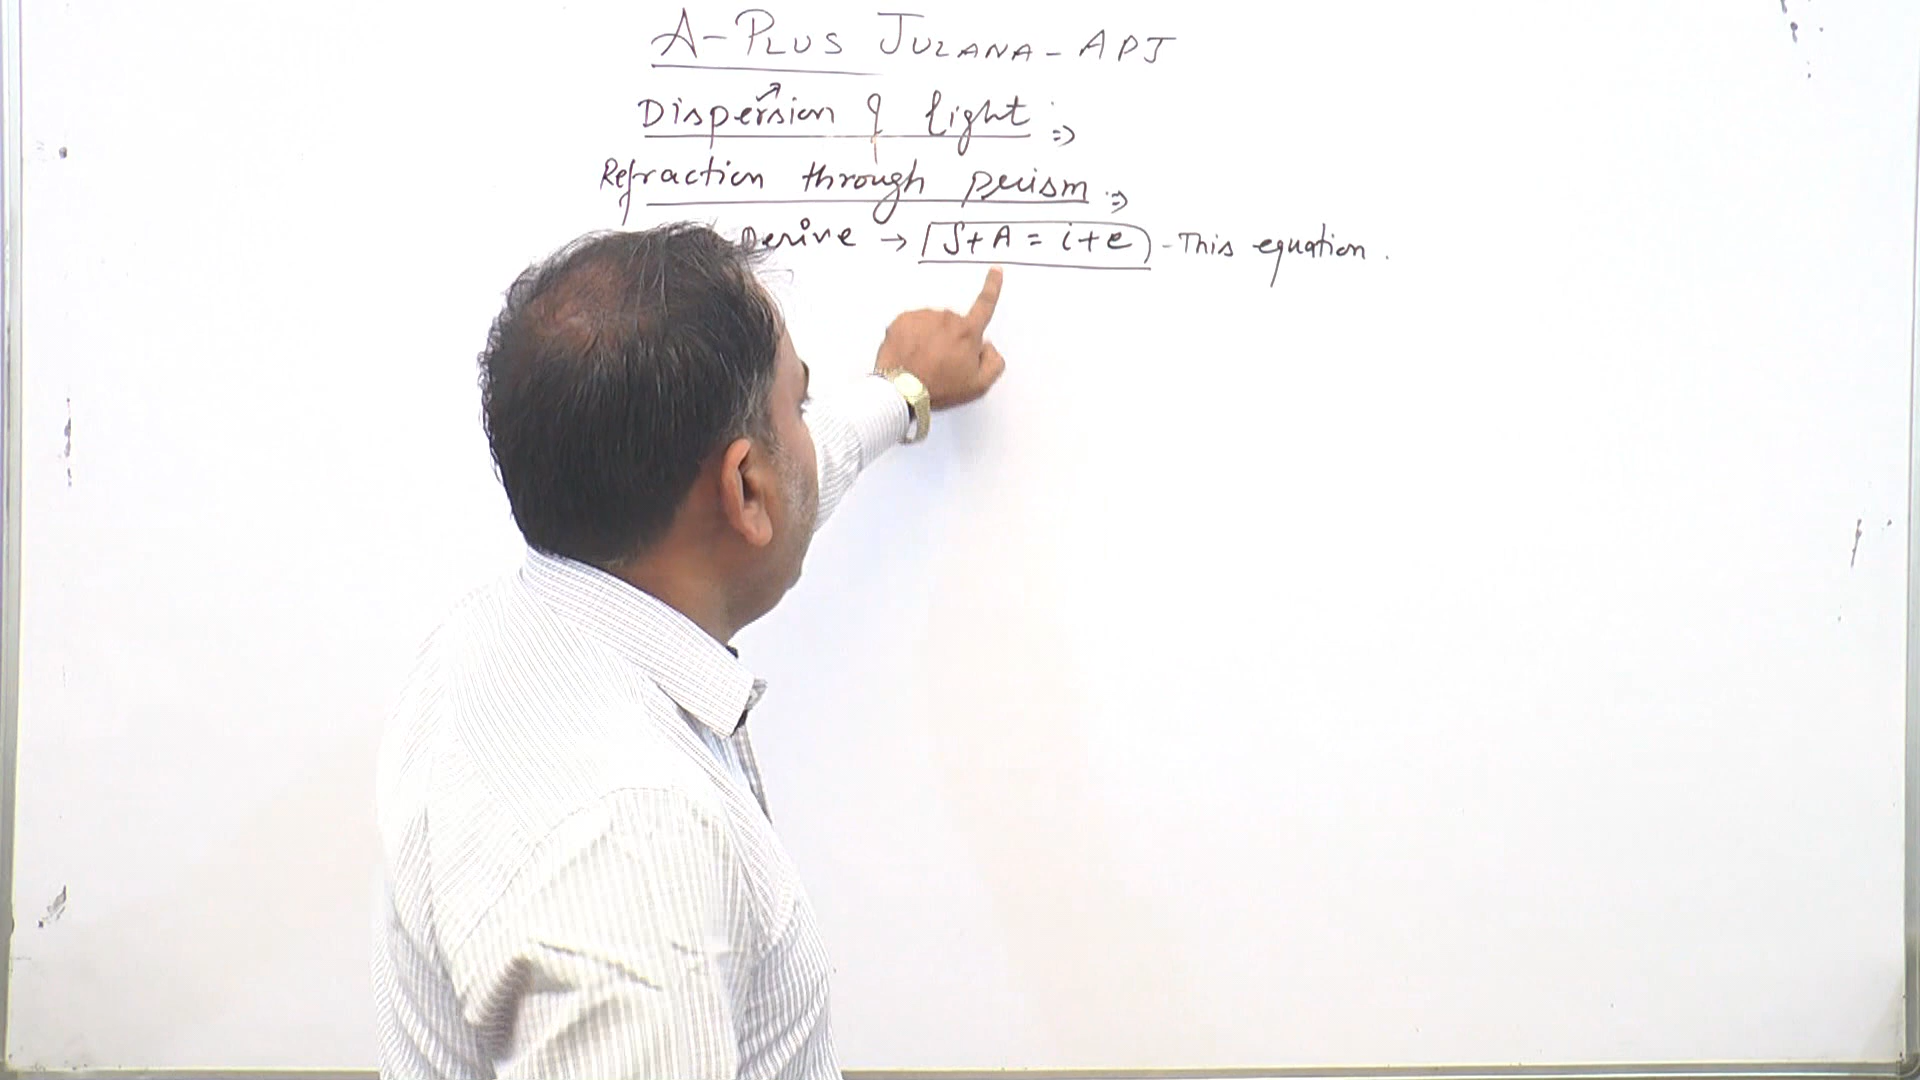 A-PLUS JULANA-APJ
Dispersion of light :⇒
Refraction through prism :⇒
Derive → δ+A = i+e - This equation.